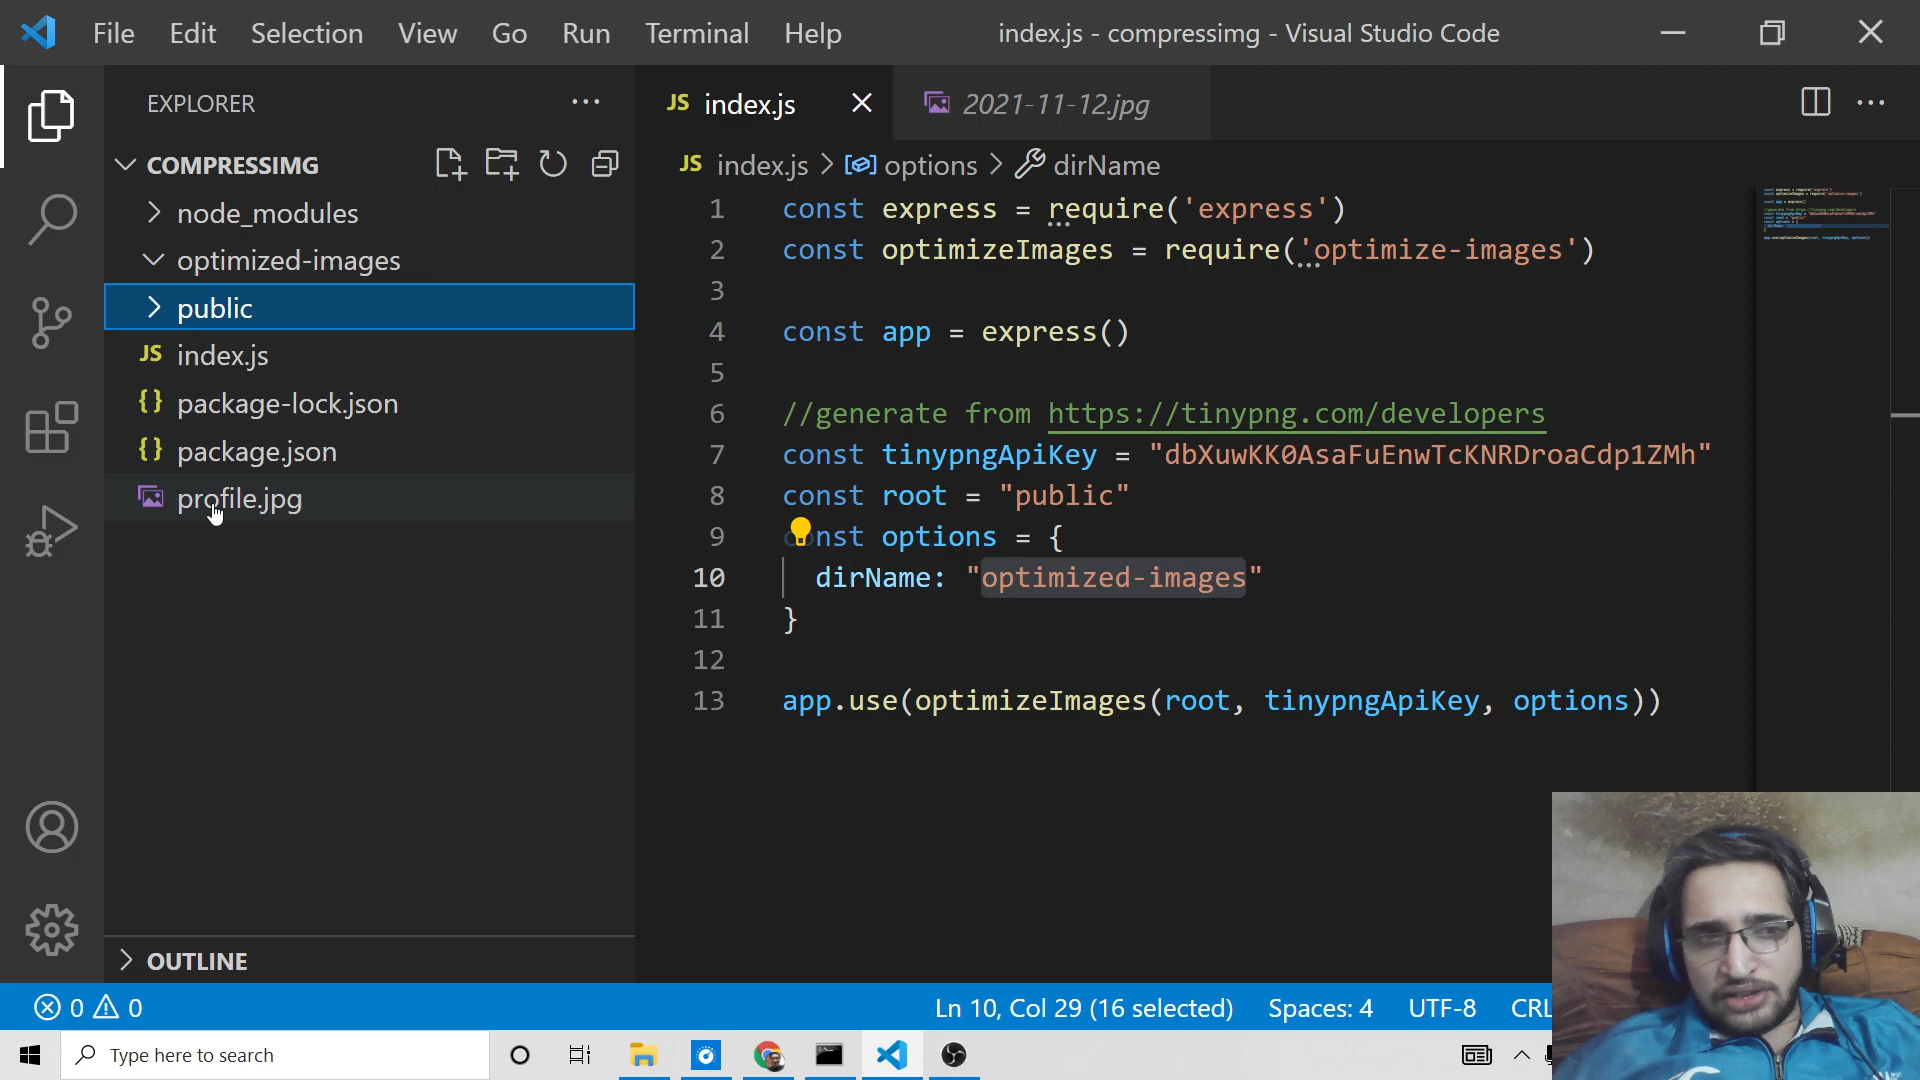 File Edit Selection View Go Run Terminal Help index.js - compressimg - Visual Studio Code
EXPLORER
COMPRESSIMG
node_modules
optimized-images
public
JS index.js
{} package-lock.json
{} package.json
profile.jpg
OUTLINE
JS index.js 2021-11-12.jpg
JS index.js > options > dirName
1 const express = require('express')
2 const optimizeImages = require('optimize-images')
3
4 const app = express()
5
6 //generate from https://tinypng.com/developers
7 const tinypngApiKey = "dbXuwKK0AsaFuEnwTcKNRDroaCdp1ZMh"
8 const root = "public"
9 const options = {
10 dirName: "optimized-images"
11 }
12
13 app.use(optimizeImages(root, tinypngApiKey, options))
0 0 Ln 10, Col 29 (16 selected) Spaces: 4 UTF-8 CRL
Type here to search